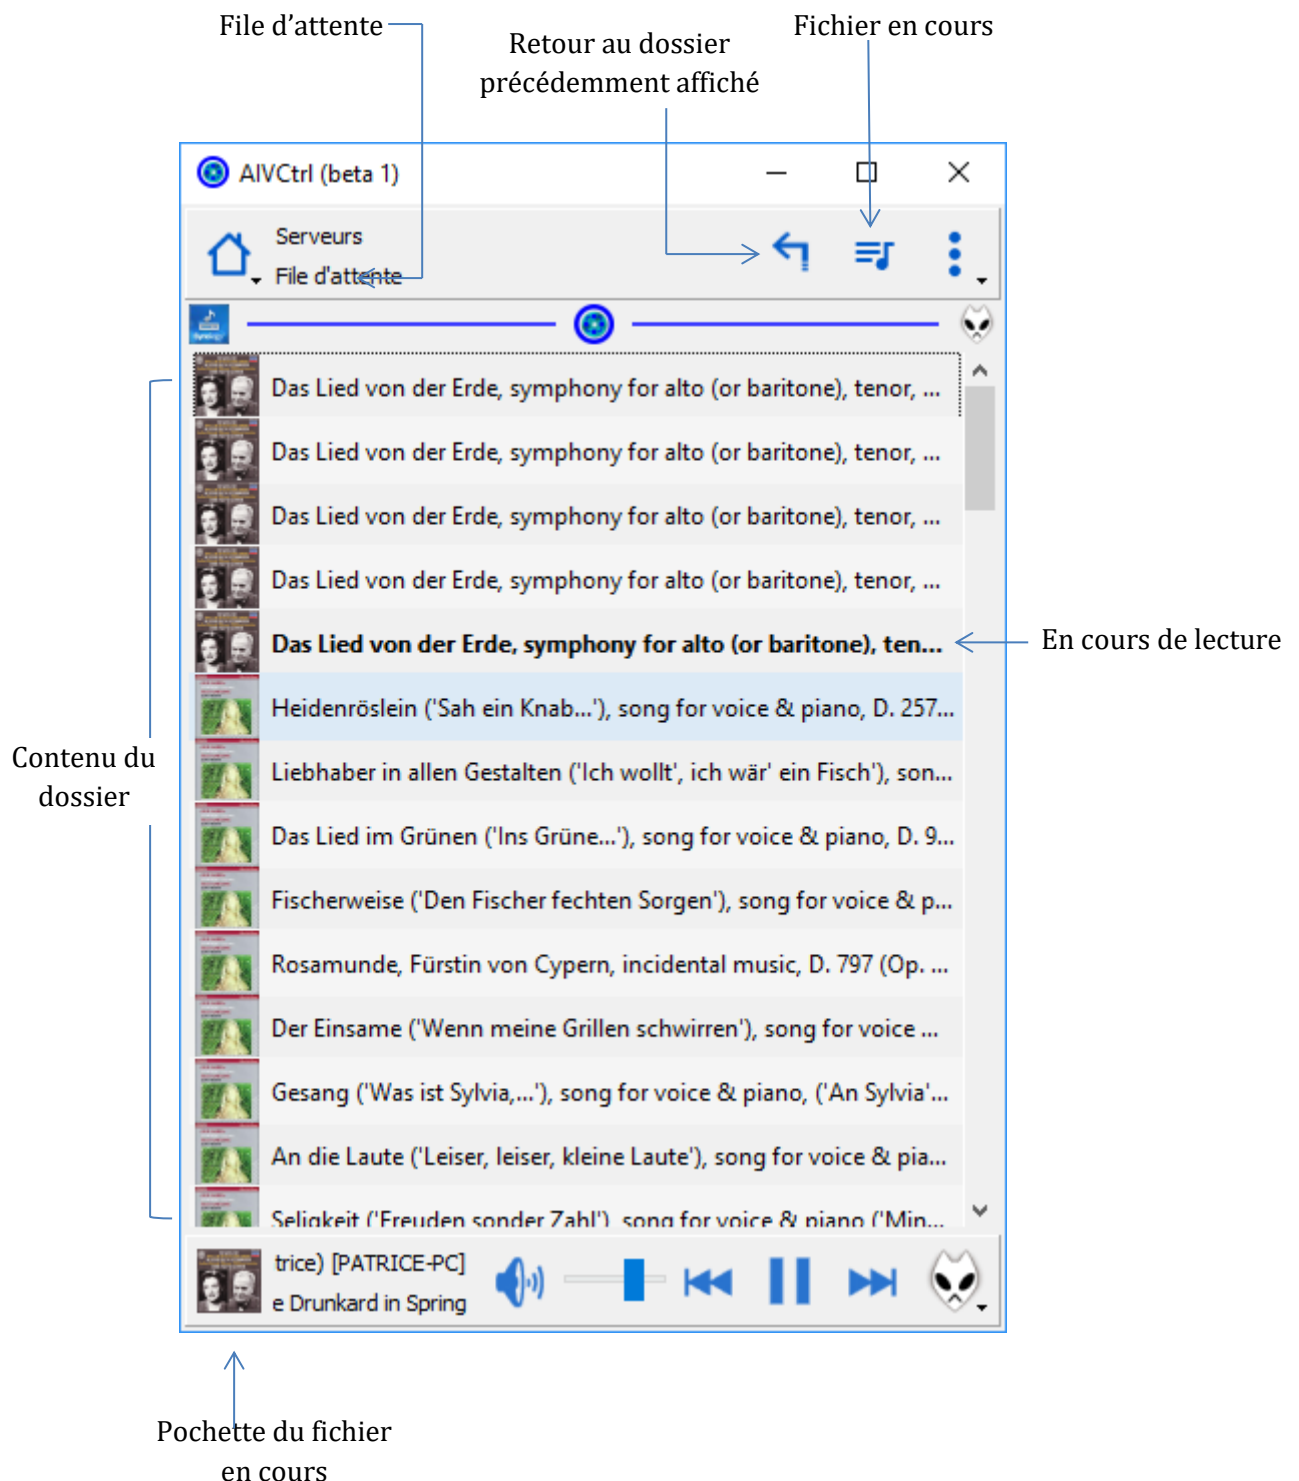 File d’attente
Fichier en cours
Retour au dossier
précédemment affiché
AIVCtrl (beta 1)
Serveurs
File d'attente
Das Lied von der Erde, symphony for alto (or baritone), tenor, ...
Das Lied von der Erde, symphony for alto (or baritone), tenor, ...
Das Lied von der Erde, symphony for alto (or baritone), tenor, ...
Das Lied von der Erde, symphony for alto (or baritone), tenor, ...
Das Lied von der Erde, symphony for alto (or baritone), ten...
En cours de lecture
Heidenröslein ('Sah ein Knab...'), song for voice & piano, D. 257...
Contenu du
dossier
Liebhaber in allen Gestalten ('Ich wollt', ich wär' ein Fisch'), son...
Das Lied im Grünen ('Ins Grüne...'), song for voice & piano, D. 9...
Fischerweise ('Den Fischer fechten Sorgen'), song for voice & p...
Rosamunde, Fürstin von Cypern, incidental music, D. 797 (Op. ...
Der Einsame ('Wenn meine Grillen schwirren'), song for voice ...
Gesang ('Was ist Sylvia,...'), song for voice & piano, ('An Sylvia'...
An die Laute ('Leiser, leiser, kleine Laute'), song for voice & pia...
Seligkeit ('Freuden sonder Zahl'), song for voice & piano ('Min...
trice) [PATRICE-PC]
e Drunkard in Spring
Pochette du fichier
en cours